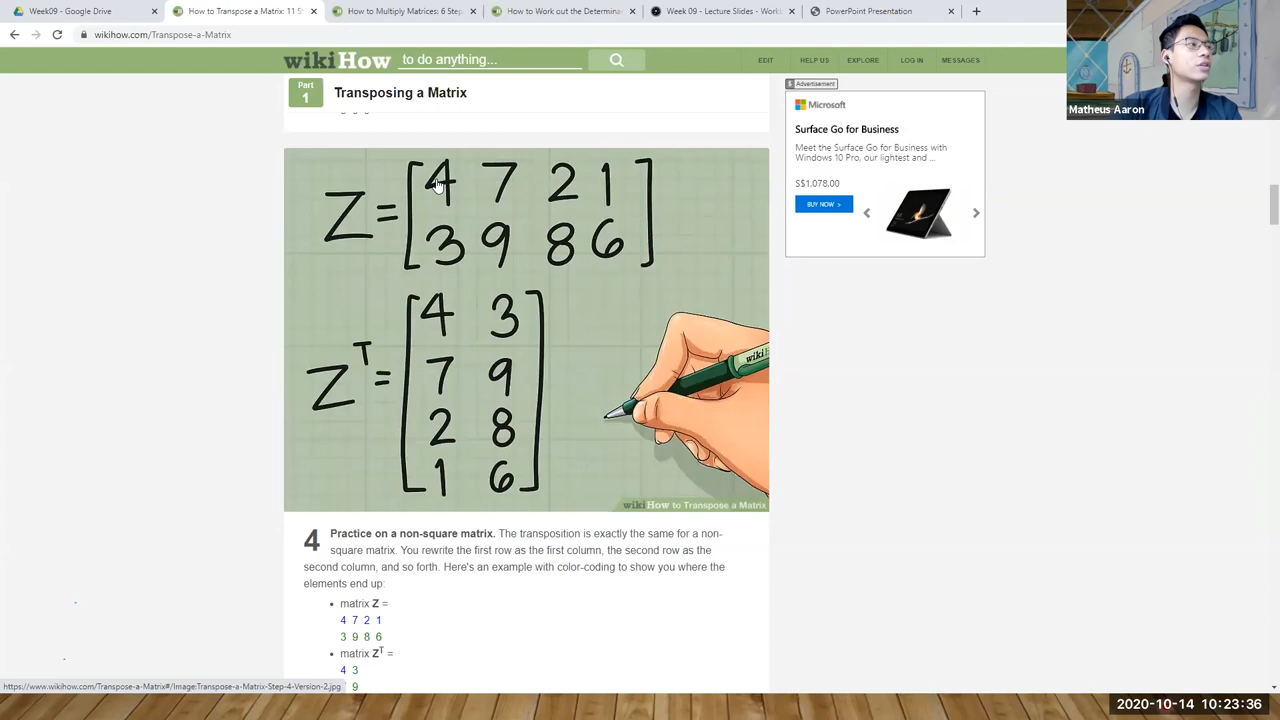 Week09 - Google Drive
How to Transpose a Matrix: 11 S
How to Multiply Matrices: 6 Step
How to Work out the Determina
Week 09 - Lecture Slides - Work
PowerPoint Presentation
wikihow.com/Transpose-a-Matrix
wikiHow to do anything...
EDIT HELP US EXPLORE LOG IN MESSAGES
Part
1
Transposing a Matrix
Advertisement
Microsoft
Surface Go for Business
Meet the Surface Go for Business with
Windows 10 Pro, our lightest and ...
S$1,078.00
BUY NOW >
Matheus Aaron
Z = [4 7 2 1
3 9 8 6]
Z^T = [4 3
7 9
2 8
1 6]
wiki
wikiHow to Transpose a Matrix
4 Practice on a non-square matrix. The transposition is exactly the same for a non-
square matrix. You rewrite the first row as the first column, the second row as the
second column, and so forth. Here's an example with color-coding to show you where the
elements end up:
• matrix Z =
4 7 2 1
3 9 8 6
• matrix Z^T =
4 3
9
https://www.wikihow.com/Transpose-a-Matrix#/Image:Transpose-a-Matrix-Step-4-Version-2.jpg
2020-10-14 10:23:36